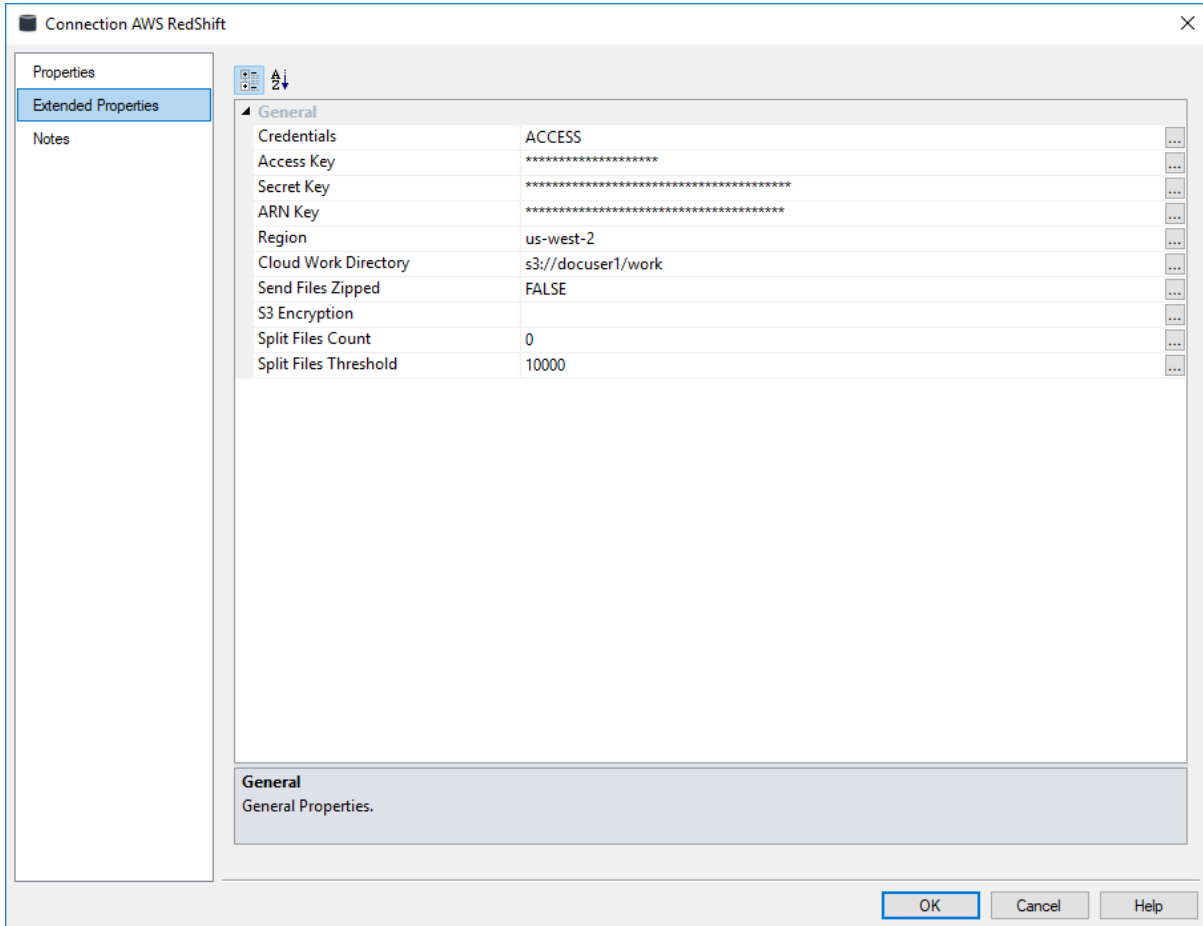 Connection AWS RedShift
Properties
Extended Properties
Notes
General
Credentials ACCESS
Access Key ********************
Secret Key ****************************************
ARN Key ***************************************
Region us-west-2
Cloud Work Directory s3://docuser1/work
Send Files Zipped FALSE
S3 Encryption
Split Files Count 0
Split Files Threshold 10000
General
General Properties.
OK Cancel Help